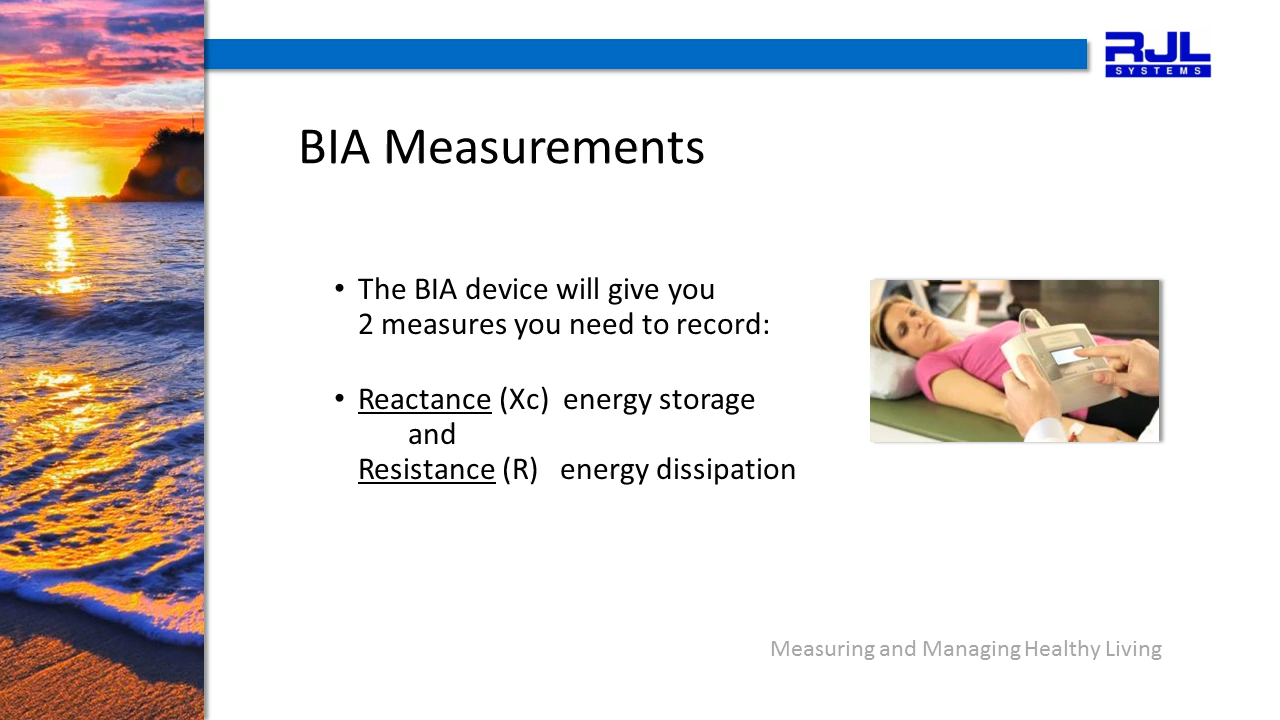 RJL
SYSTEMS
BIA Measurements
• The BIA device will give you
2 measures you need to record:
• Reactance (Xc) energy storage
and
Resistance (R) energy dissipation
Measuring and Managing Healthy Living